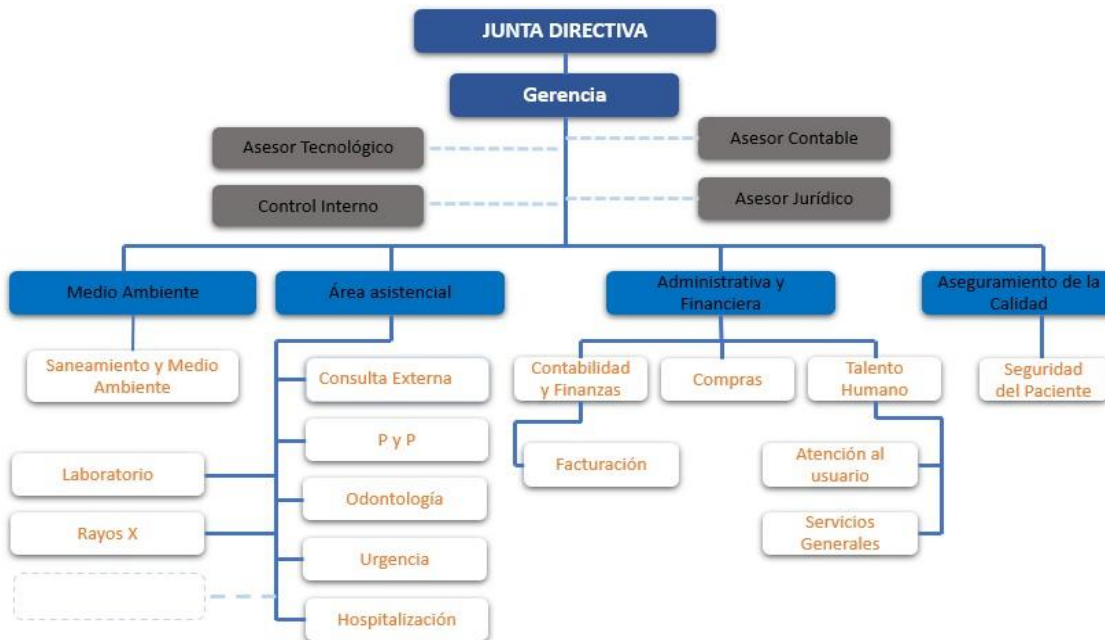 JUNTA DIRECTIVA
Gerencia
Asesor Tecnológico
Asesor Contable
Control Interno
Asesor Jurídico
Medio Ambiente
Área asistencial
Administrativa y
Financiera
Aseguramiento de la
Calidad
Saneamiento y Medio
Ambiente
Consulta Externa
Contabilidad
y Finanzas
Compras
Talento
Humano
Seguridad
del Paciente
P y P
Laboratorio
Facturación
Atención al
usuario
Odontología
Rayos X
Servicios
Generales
Urgencia
Hospitalización